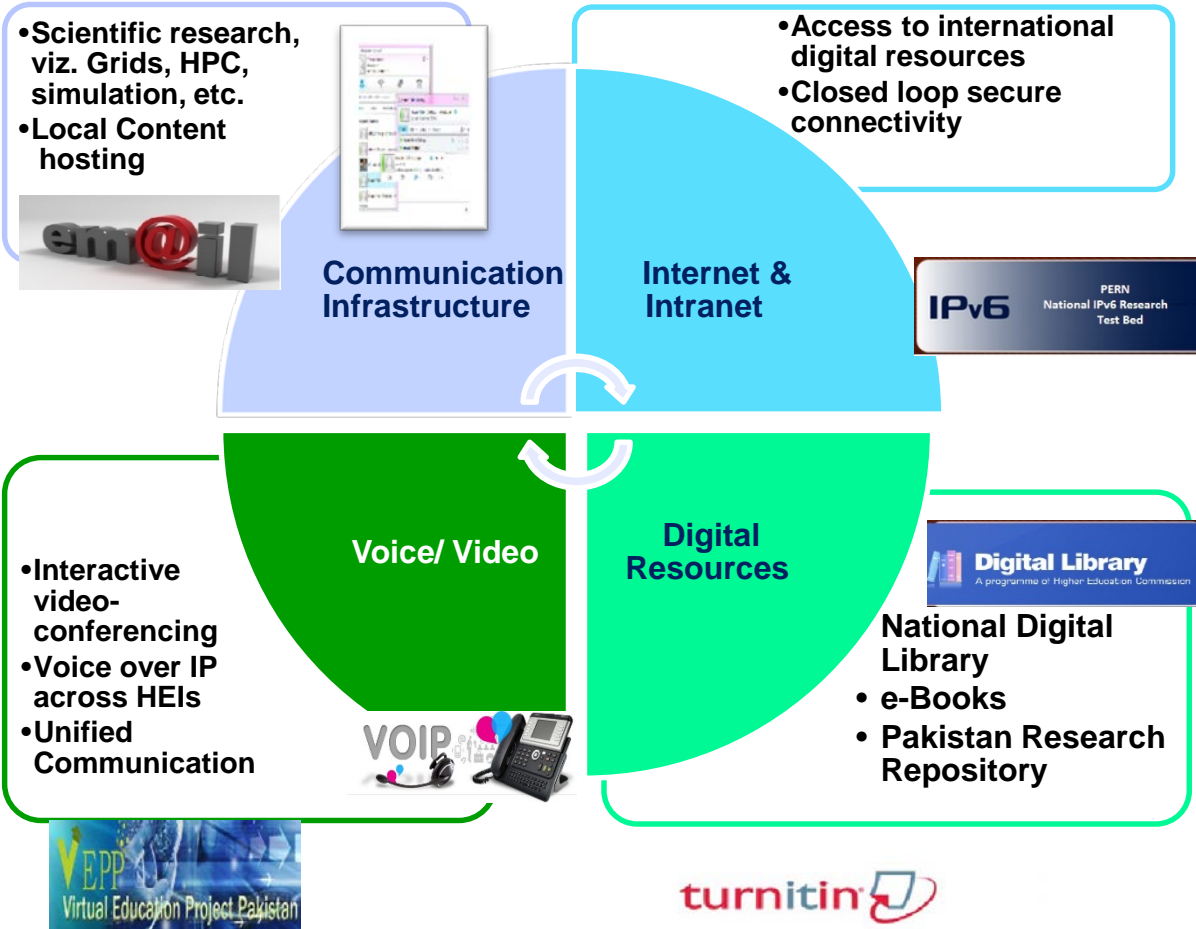 •Scientific research,
viz. Grids, HPC,
simulation, etc.
•Local Content
hosting
em@il
Communication
Infrastructure
•Access to international
digital resources
•Closed loop secure
connectivity
Internet &
Intranet
IPv6
PERN
National IPv6 Research
Test Bed
Voice/ Video
•Interactive
video-
conferencing
•Voice over IP
across HEIs
•Unified
Communication
VOIP
VEPP
Virtual Education Project Pakistan
Digital
Resources
Digital Library
A programme of Higher Education Commission
National Digital
Library
• e-Books
• Pakistan Research
Repository
turnitin